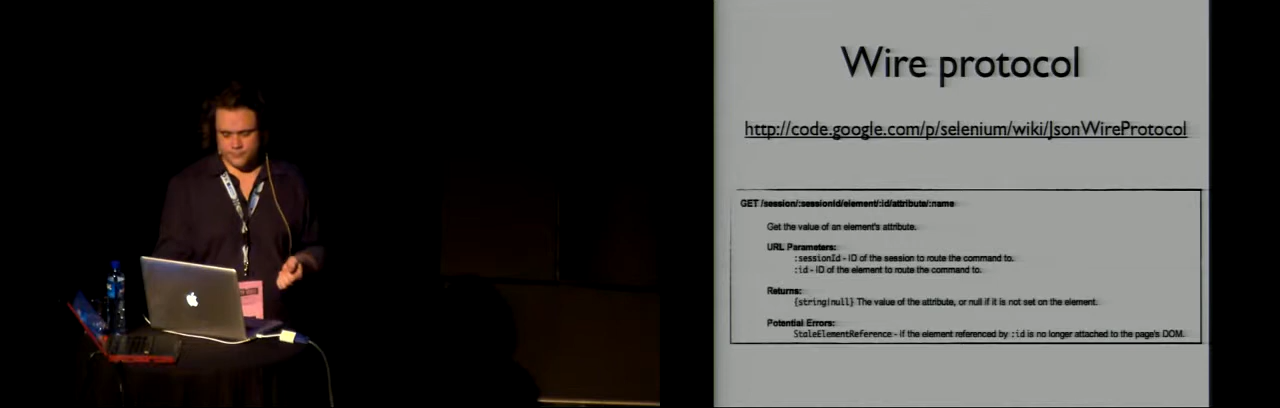 Wire protocol
http://code.google.com/p/selenium/wiki/JsonWireProtocol
GET /session/:sessionId/element/:id/attribute/:name
Get the value of an element's attribute.
URL Parameters:
:sessionId - ID of the session to route the command to.
:id - ID of the element to route the command to.
Returns:
{string|null} The value of the attribute, or null if it is not set on the element.
Potential Errors:
StaleElementReference - If the element referenced by :id is no longer attached to the page's DOM.